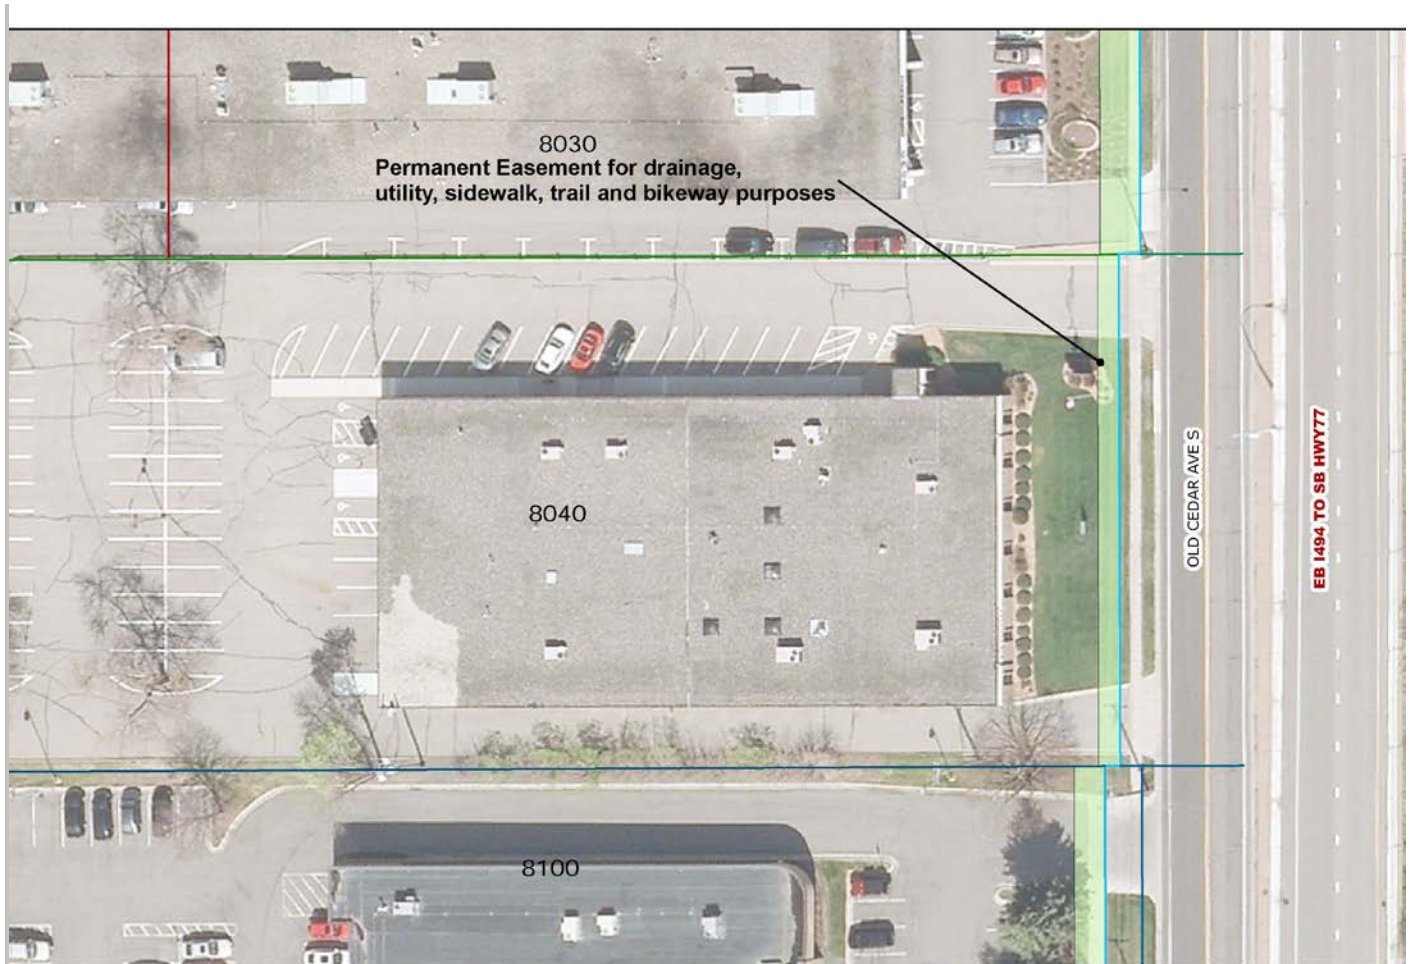 8030
Permanent Easement for drainage,
utility, sidewalk, trail and bikeway purposes
8040
OLD CEDAR AVE S
EB I494 TO SB HWY77
8100